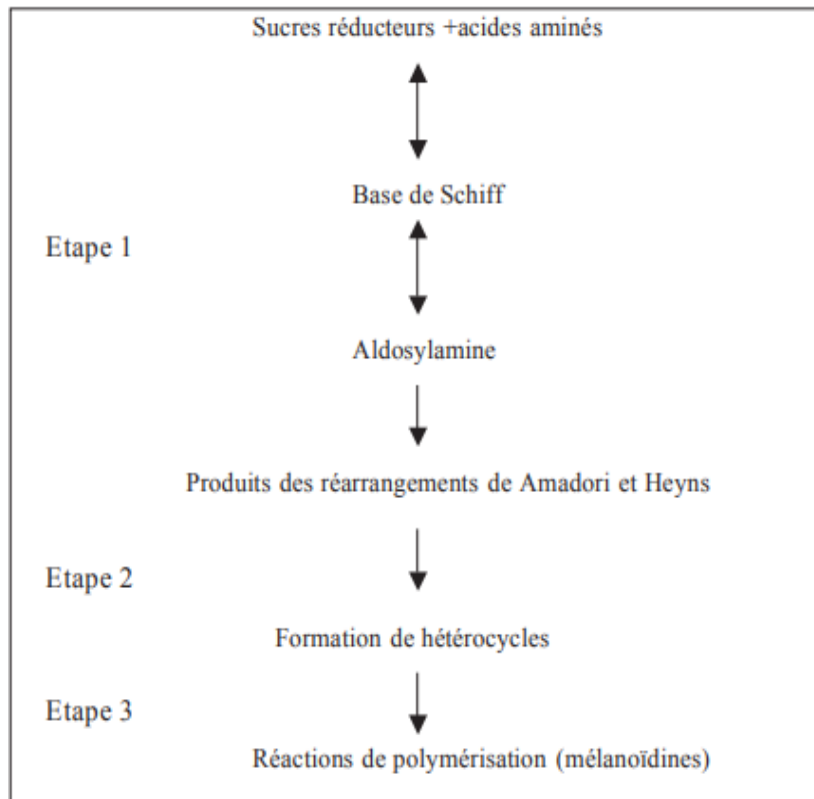 Sucres réducteurs +acides aminés
Base de Schiff
Etape 1
Aldosylamine
Produits des réarrangements de Amadori et Heyns
Etape 2
Formation de hétérocycles
Etape 3
Réactions de polymérisation (mélanoïdines)